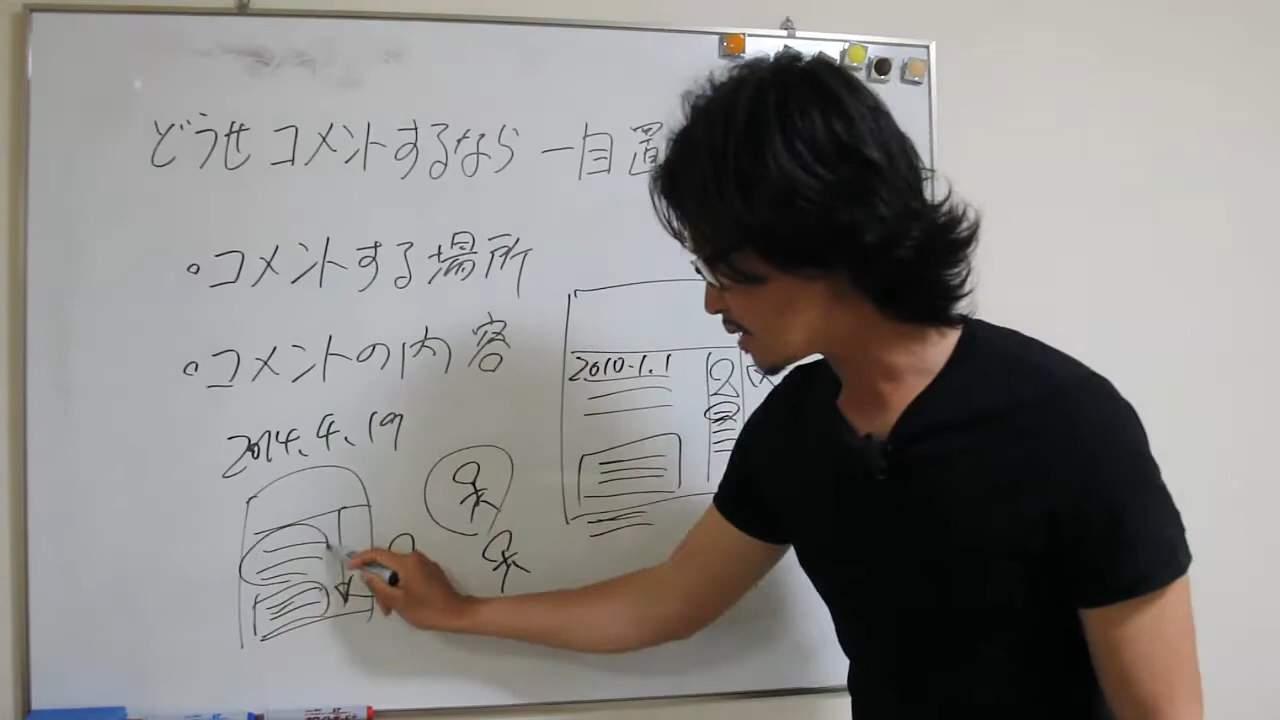 どうせコメントするなら一目置
・コメントする場所
・コメントの内容
2014.4.19
2010.1.1